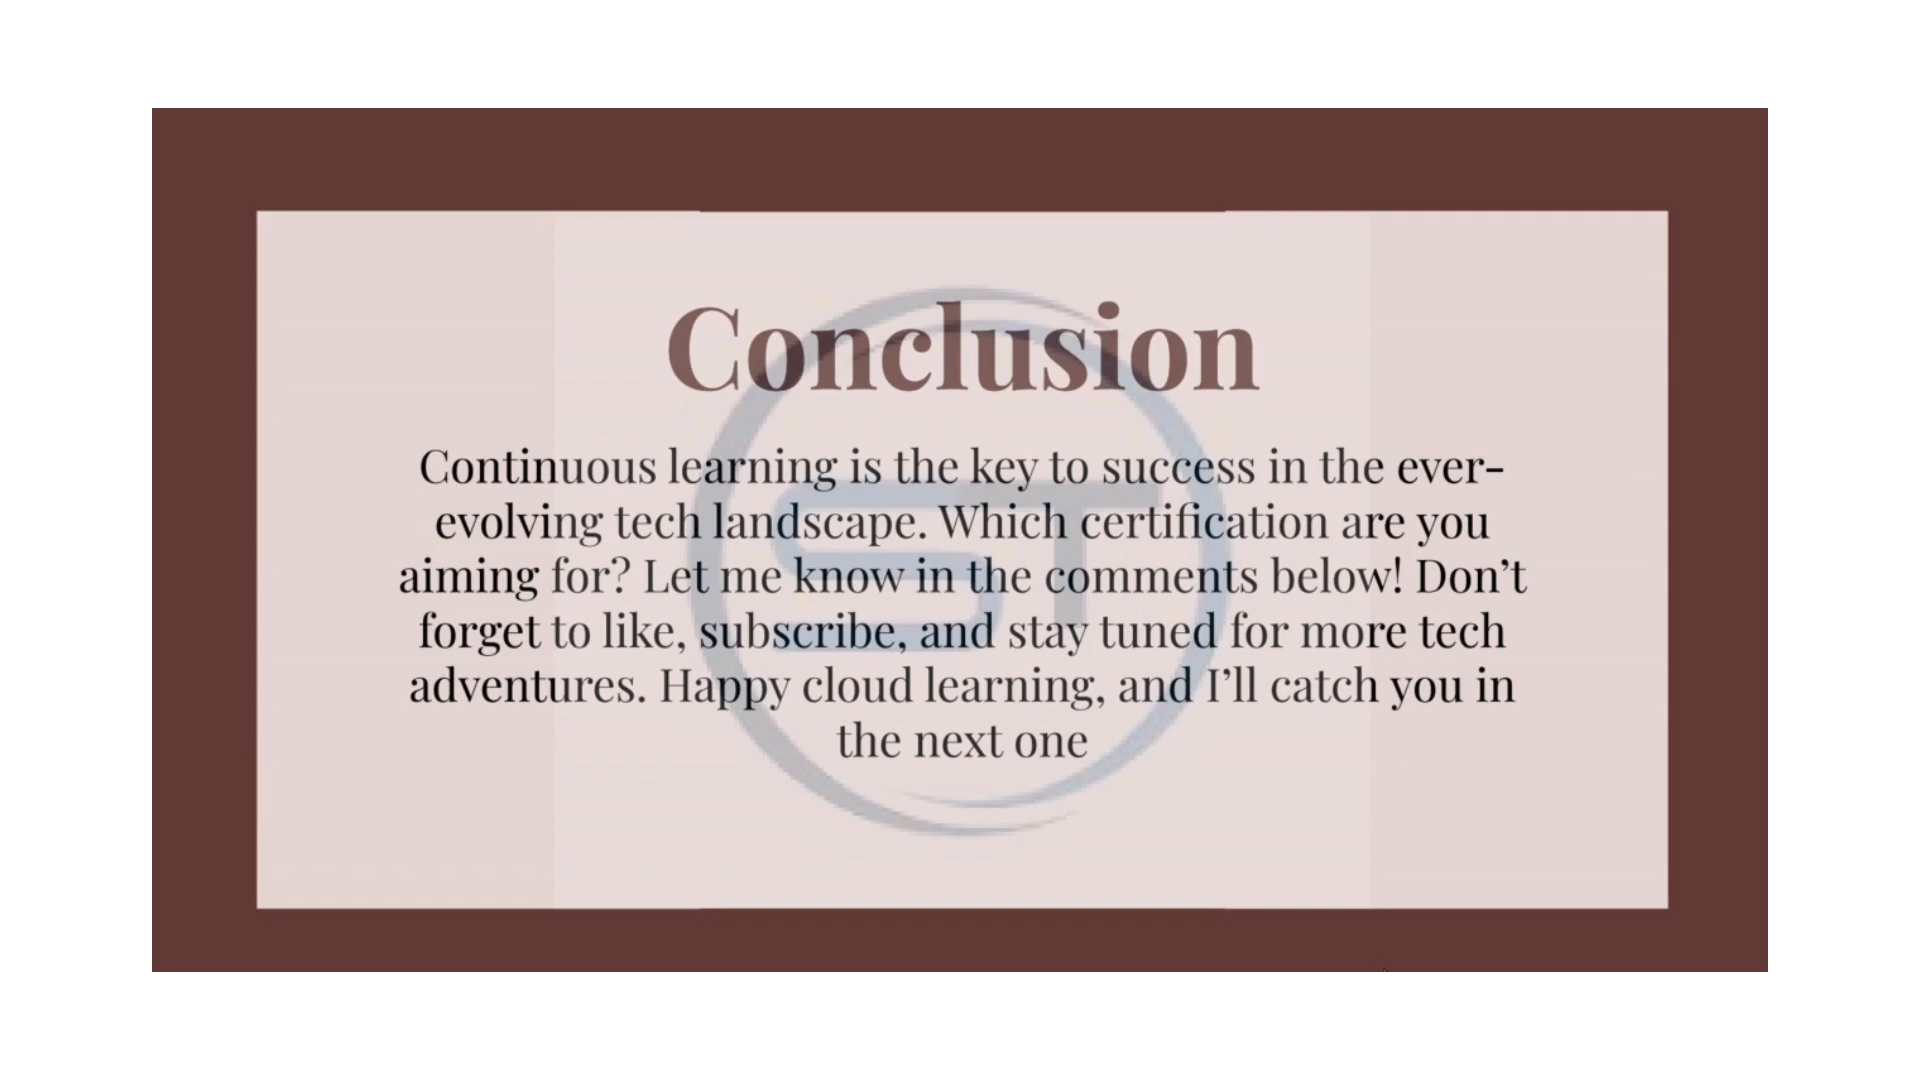 Conclusion
Continuous learning is the key to success in the ever-
evolving tech landscape. Which certification are you
aiming for? Let me know in the comments below! Don’t
forget to like, subscribe, and stay tuned for more tech
adventures. Happy cloud learning, and I’ll catch you in
the next one
ST